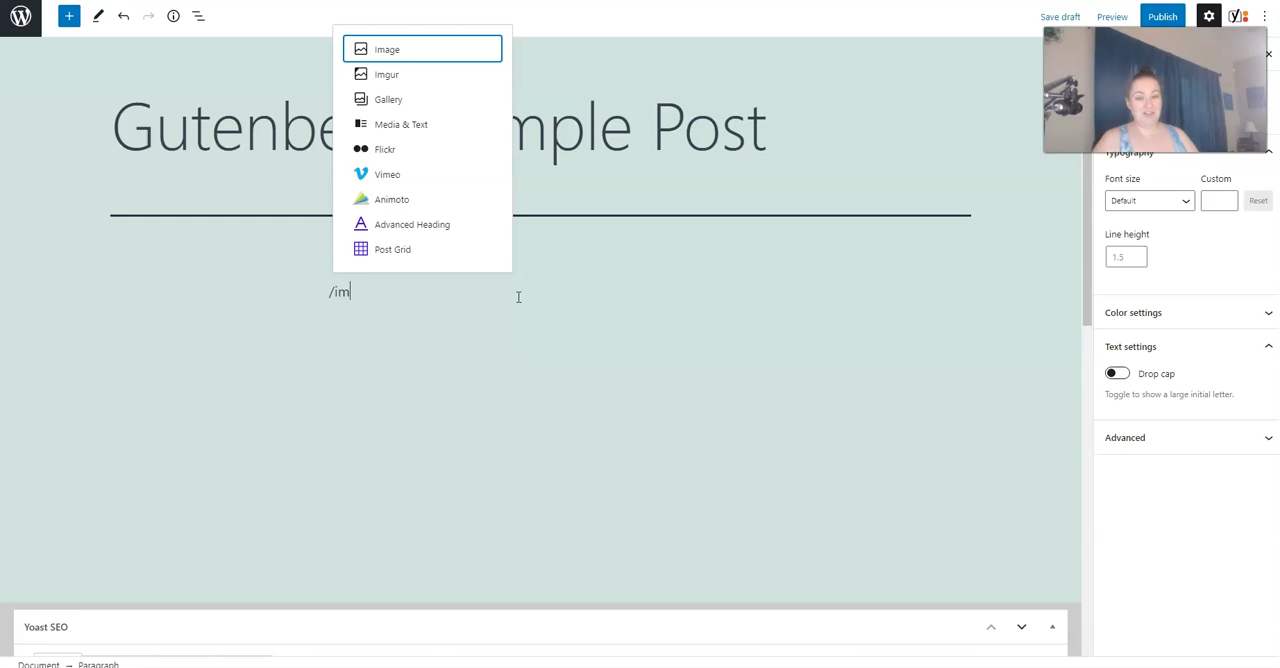 Save draft
Preview
Publish
Image
Imgur
Gallery
Media & Text
Flickr
Vimeo
Animoto
Advanced Heading
Post Grid
Gutenbe
mple Post
/im
Typography
Font size
Custom
Default
Reset
Line height
1.5
Color settings
Text settings
Drop cap
Toggle to show a large initial letter.
Advanced
Yoast SEO
Document → Paragraph